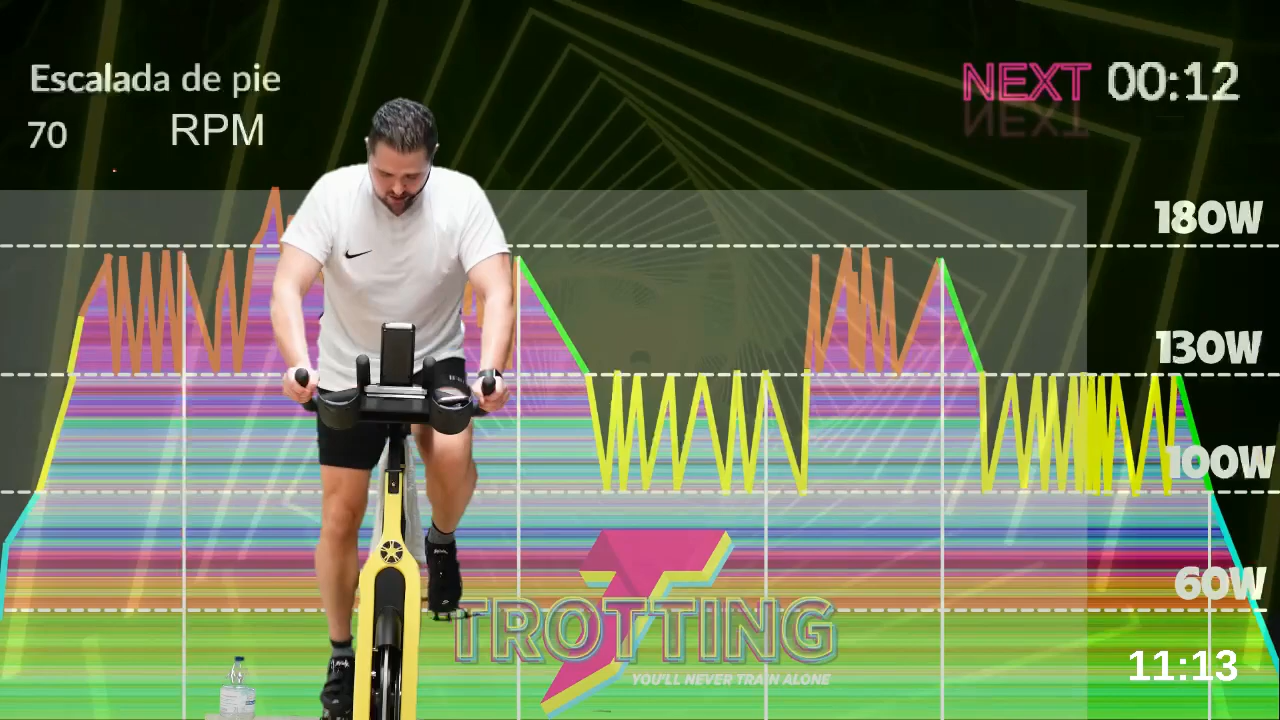 Escalada de pie
70 RPM
NEXT 00:12
180W
130W
100W
60W
TROTTING
YOU'LL NEVER TRAIN ALONE
11:13